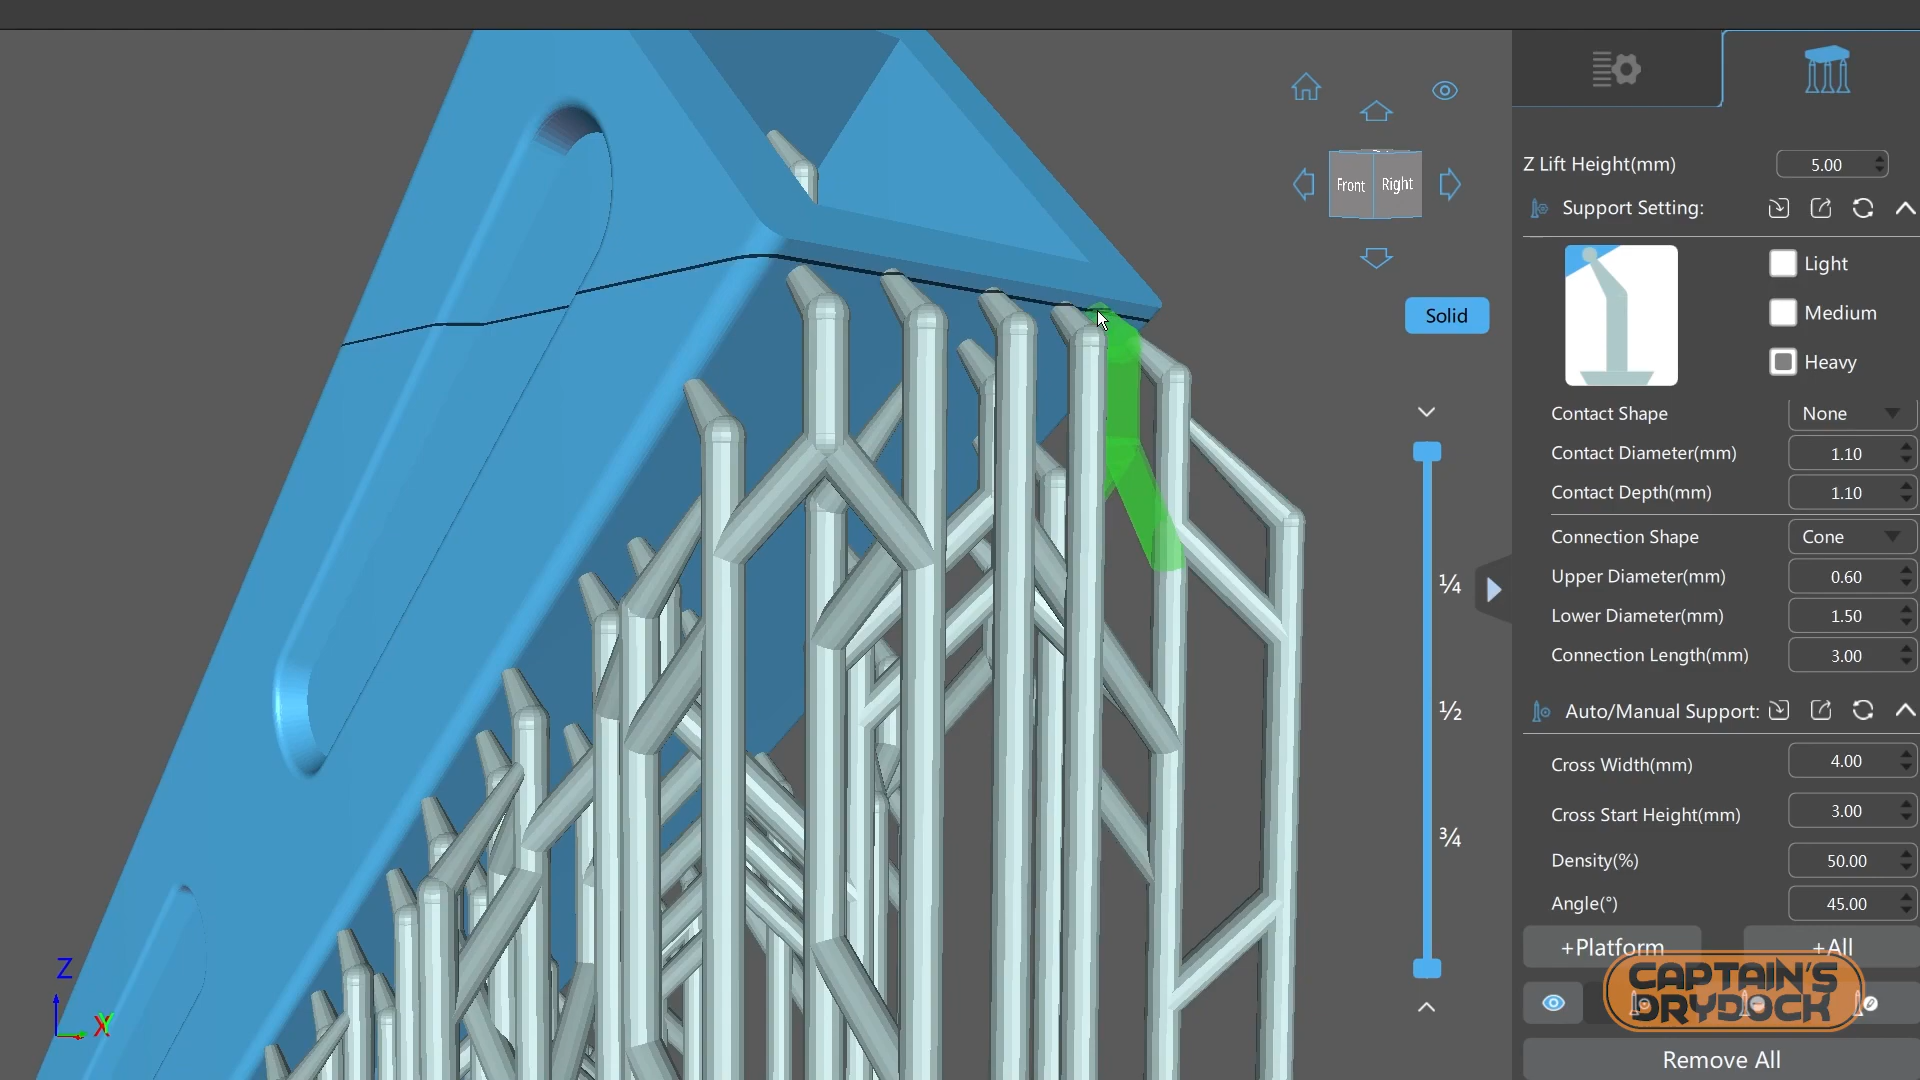 Z Lift Height(mm) 5.00
Support Setting:
Light
Medium
Heavy
Contact Shape None
Contact Diameter(mm) 1.10
Contact Depth(mm) 1.10
Connection Shape Cone
Upper Diameter(mm) 0.60
Lower Diameter(mm) 1.50
Connection Length(mm) 3.00
Auto/Manual Support:
Cross Width(mm) 4.00
Cross Start Height(mm) 3.00
Density(%) 50.00
Angle(°) 45.00
+Platform +All
Remove All
Front Right
Solid
¼
½
¾
Z
X
CAPTAIN'S
DRYDOCK